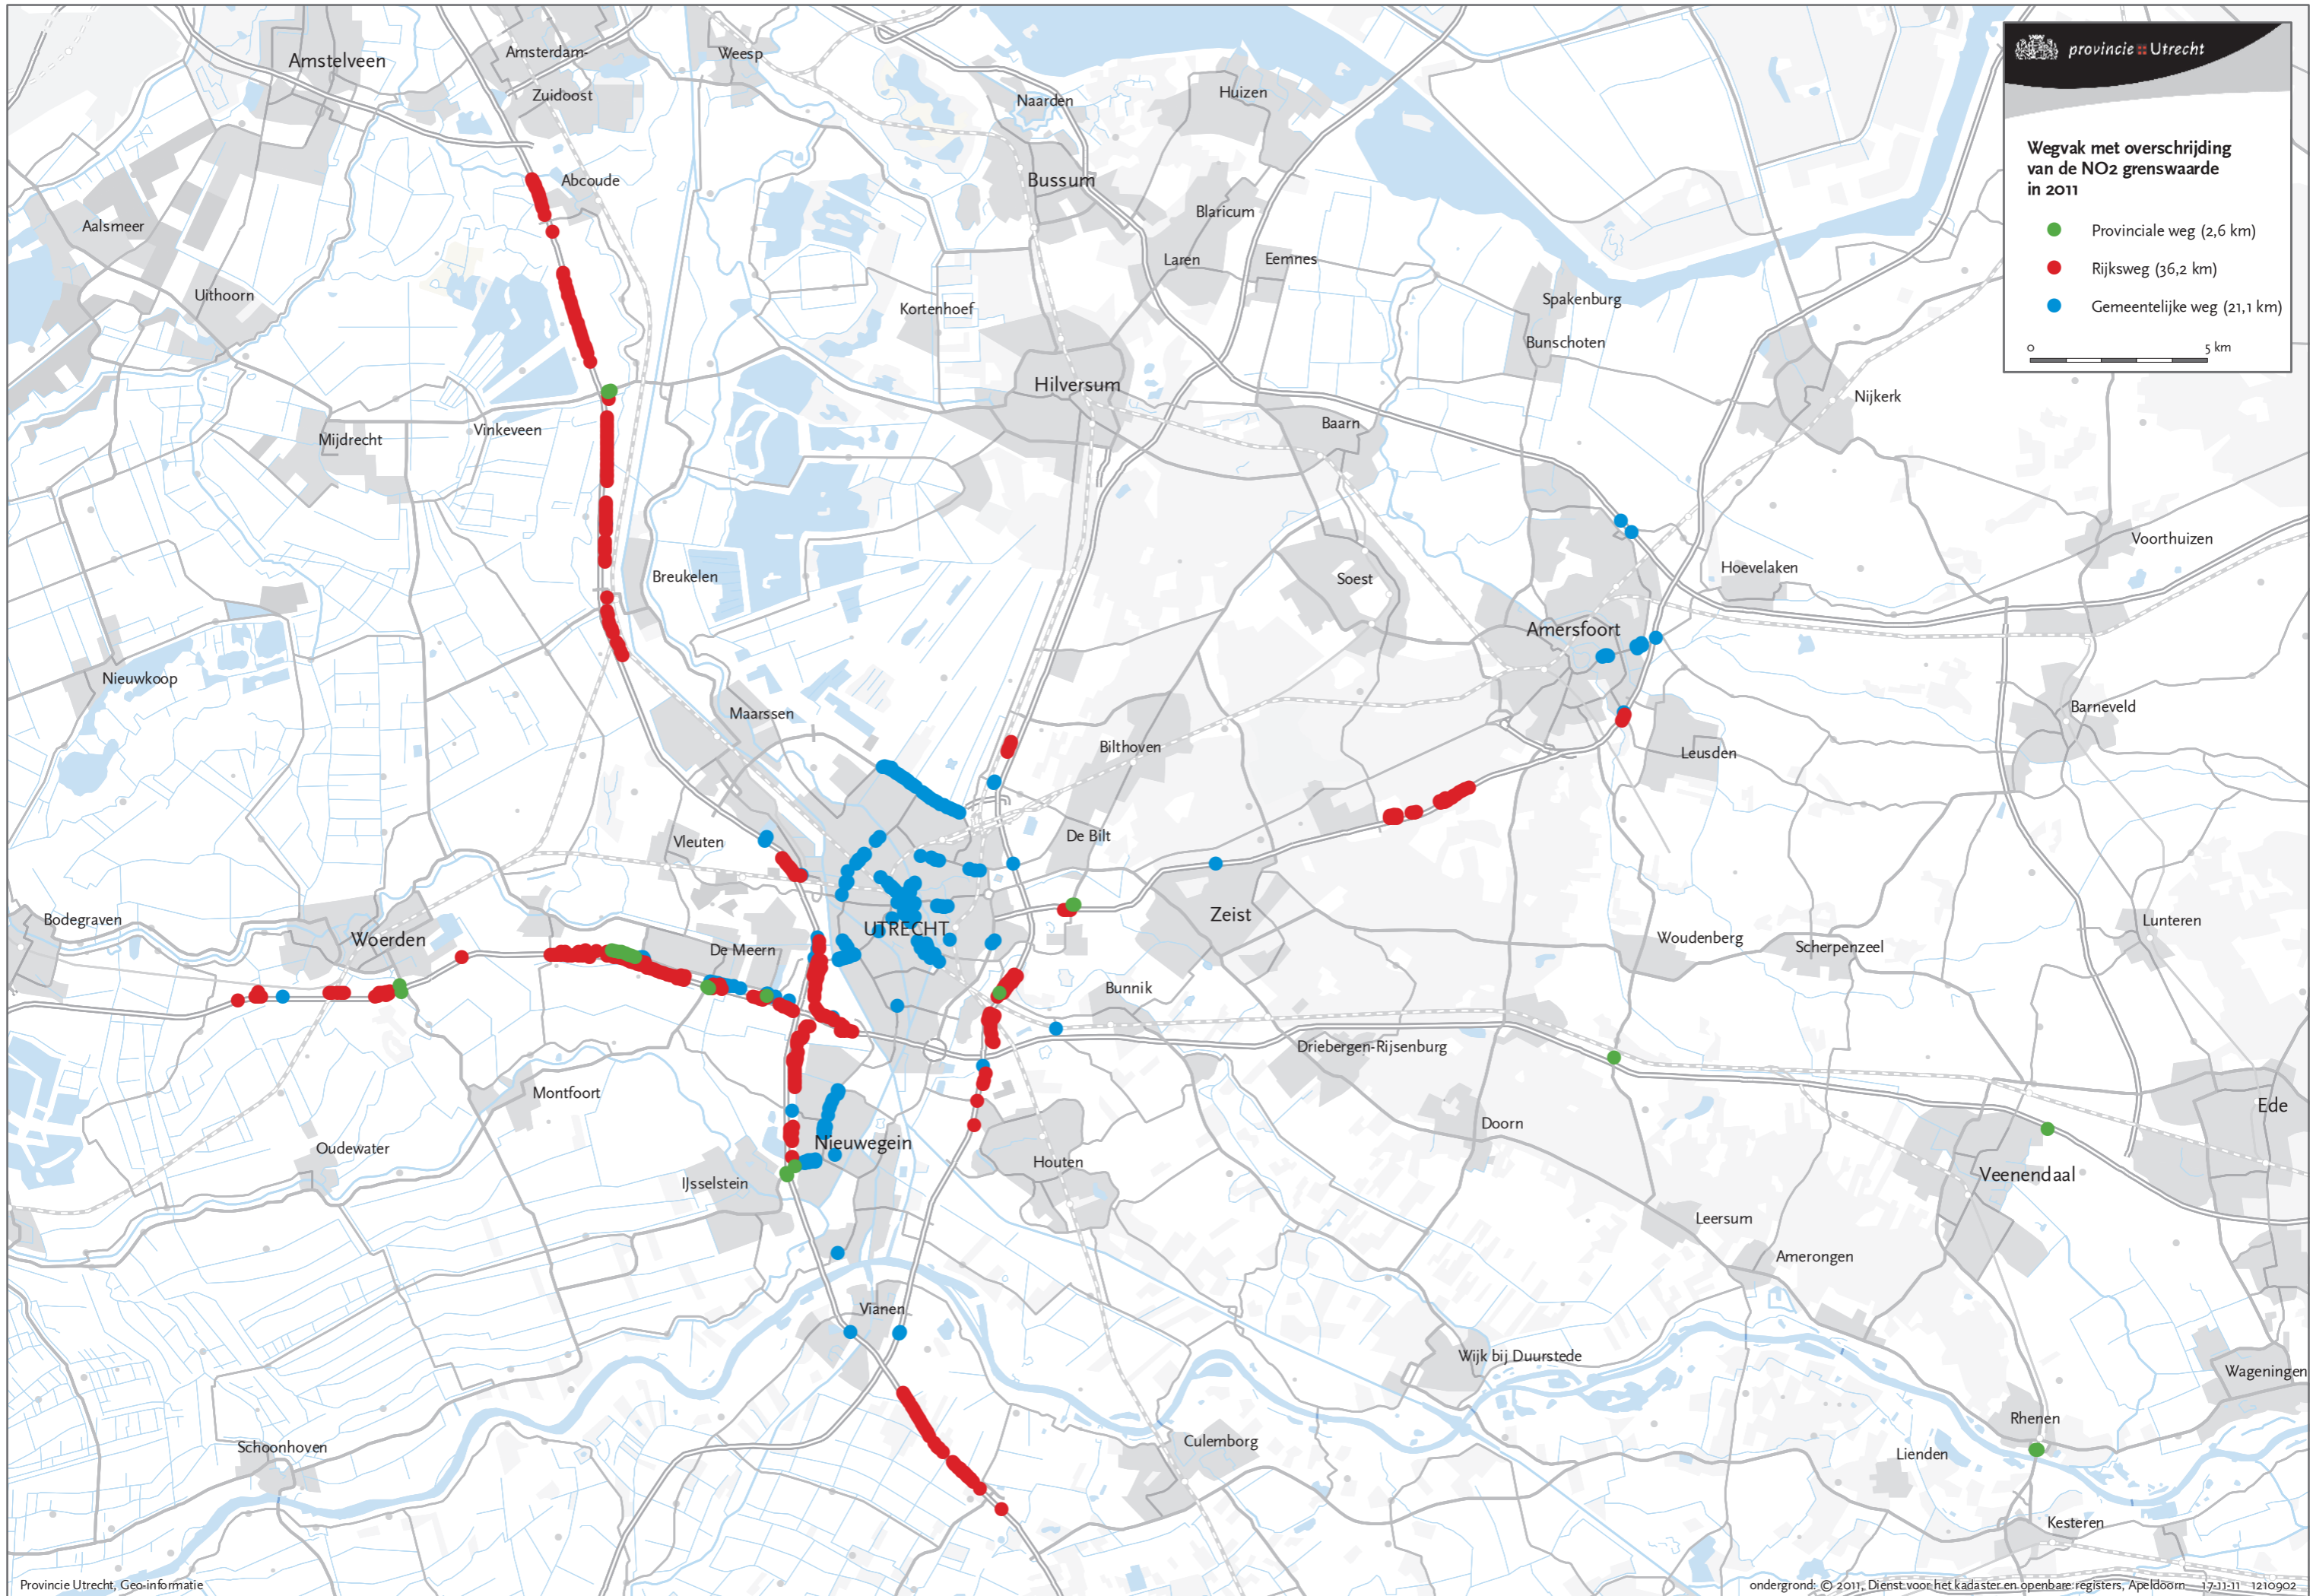 provincie Utrecht
Wegvak met overschrijding
van de NO2 grenswaarde
in 2011
Provinciale weg (2,6 km)
Rijksweg (36,2 km)
Gemeentelijke weg (21,1 km)
0 5 km
Amstelveen
Amsterdam-
Zuidoost
Weesp
Naarden
Huizen
Abcoude
Bussum
Blaricum
Aalsmeer
Laren
Eemnes
Uithoorn
Kortenhoef
Spakenburg
Bunschoten
Hilversum
Nijkerk
Baarn
Vinkeveen
Mijdrecht
Voorthuizen
Hoevelaken
Breukelen
Soest
Amersfoort
Nieuwkoop
Barneveld
Maarssen
Bilthoven
Leusden
De Bilt
Vleuten
Bodegraven
Zeist
Lunteren
UTRECHT
Woerden
Woudenberg
Scherpenzeel
De Meern
Bunnik
Driebergen-Rijsenburg
Montfoort
Ede
Doorn
Nieuwegein
Oudewater
Houten
Veenendaal
IJsselstein
Leersum
Amerongen
Vianen
Wijk bij Duurstede
Wageningen
Rhenen
Culemborg
Schoonhoven
Lienden
Kesteren
Provincie Utrecht, Geo-informatie
ondergrond: © 2011, Dienst voor het kadaster en openbare registers, Apeldoorn 17-11-11 1210902